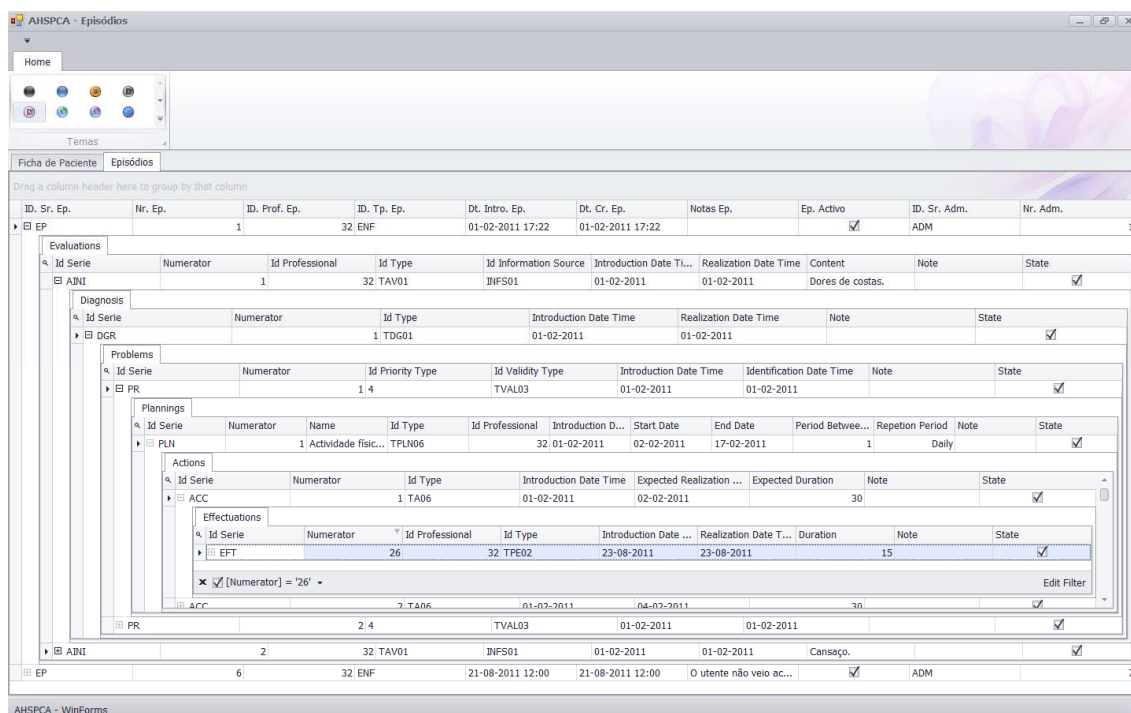 AHSPCA - Episódios
Home
Temas
Ficha de Paciente Episódios
Drag a column header here to group by that column
ID. Sr. Ep. Nr. Ep. ID. Prof. Ep. ID. Tp. Ep. Dt. Intro. Ep. Dt. Cr. Ep. Notas Ep. Ep. Activo ID. Sr. Adm. Nr. Adm.
EP 1 32 ENF 01-02-2011 17:22 01-02-2011 17:22 ADM
Evaluations
Id Serie Numerator Id Professional Id Type Id Information Source Introduction Date Ti... Realization Date Time Content Note State
AINI 1 32 TAV01 INFS01 01-02-2011 01-02-2011 Dores de costas.
Diagnosis
Id Serie Numerator Id Type Introduction Date Time Realization Date Time Note State
DGR 1 TDG01 01-02-2011 01-02-2011
Problems
Id Serie Numerator Id Priority Type Id Validity Type Introduction Date Time Identification Date Time Note State
PR 1 4 TVAL03 01-02-2011 01-02-2011
Plannings
Id Serie Numerator Name Id Type Id Professional Introduction D... Start Date End Date Period Betwee... Repetion Period Note State
PLN 1 Actividade físic... TPLN06 32 01-02-2011 02-02-2011 17-02-2011 1 Daily
Actions
Id Serie Numerator Id Type Introduction Date Time Expected Realization ... Expected Duration Note State
ACC 1 TA06 01-02-2011 02-02-2011 30
Effectuations
Id Serie Numerator Id Professional Id Type Introduction Date ... Realization Date T... Duration Note State
EFT 26 32 TPE02 23-08-2011 23-08-2011 15
[Numerator] = '26' Edit Filter
ACC 2 TA06 01-02-2011 04-02-2011 30
PR 2 4 TVAL03 01-02-2011 01-02-2011
AINI 2 32 TAV01 INFS01 01-02-2011 01-02-2011 Cansaço.
EP 6 32 ENF 21-08-2011 12:00 21-08-2011 12:00 O utente não veio ac... ADM
AHSPCA - WinForms